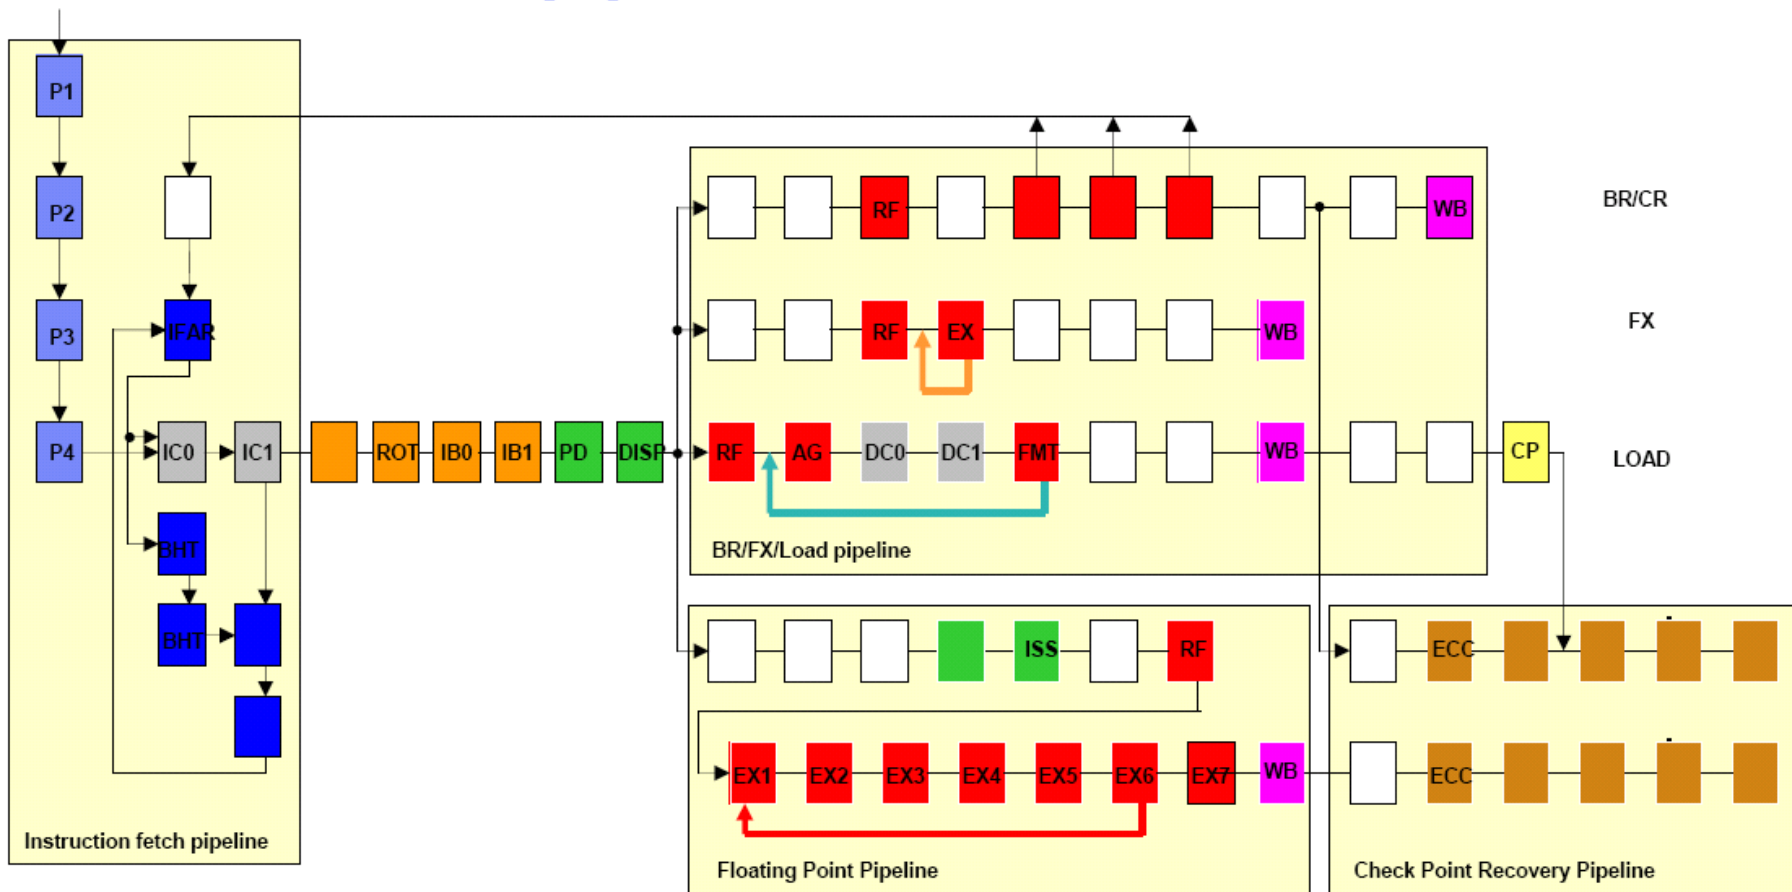 P1
P2
RF
WB
BR/CR
P3
IFAR
RF
EX
WB
FX
P4
IC0
IC1
ROT
IB0
IB1
PD
DISP
RF
AG
DC0
DC1
FMT
WB
CP
LOAD
BHT
BR/FX/Load pipeline
BHT
ISS
RF
ECC
EX1
EX2
EX3
EX4
EX5
EX6
EX7
WB
ECC
Instruction fetch pipeline
Floating Point Pipeline
Check Point Recovery Pipeline